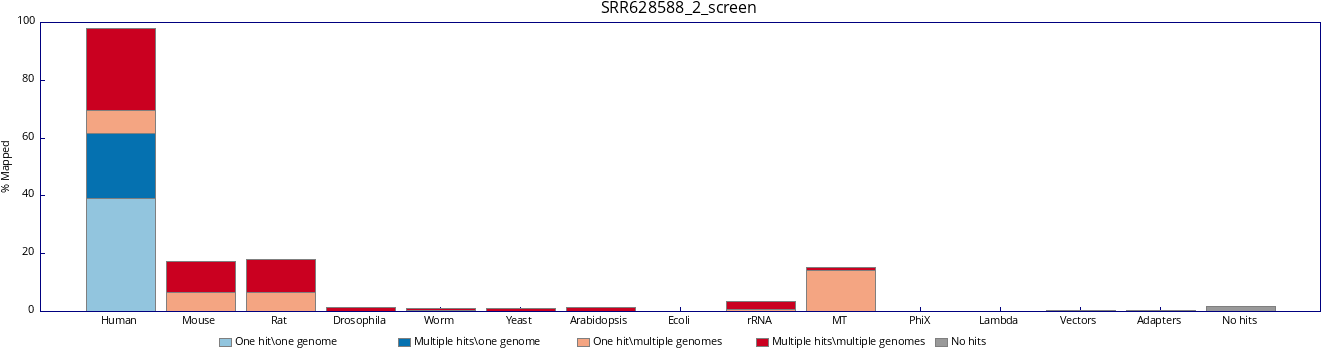 SRR628588_2_screen
100
80
60
40
20
0
% Mapped
Human Mouse Rat Drosophila Worm Yeast Arabidopsis Ecoli rRNA MT PhiX Lambda Vectors Adapters No hits
One hit\one genome Multiple hits\one genome One hit\multiple genomes Multiple hits\multiple genomes No hits